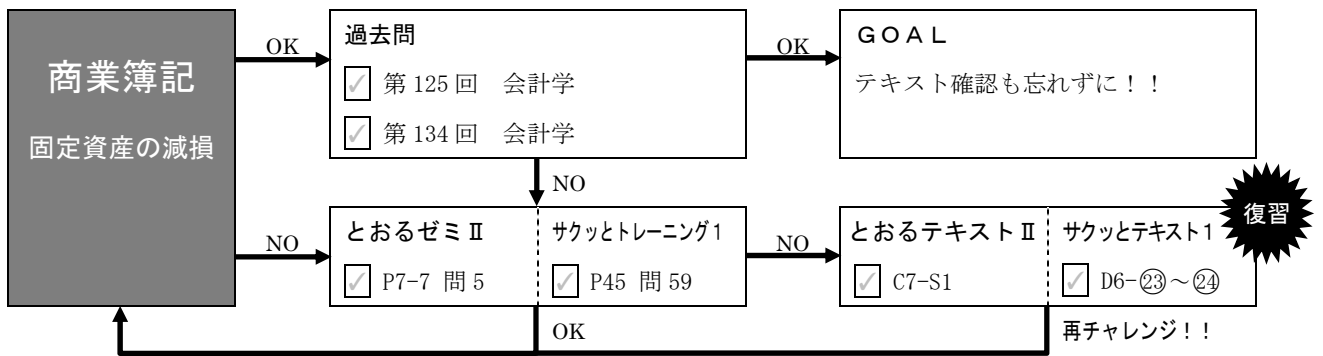 商業簿記
固定資産の減損
OK
過去問
✓ 第125回 会計学
✓ 第134回 会計学
OK
GOAL
テキスト確認も忘れずに！！
NO
NO
とおるゼミⅡ
✓ P7-7 問5
サクッとトレーニング1
✓ P45 問59
NO
とおるテキストⅡ
✓ C7-S1
サクッとテキスト1
✓ D6-㉓～㉔
復習
OK
再チャレンジ！！